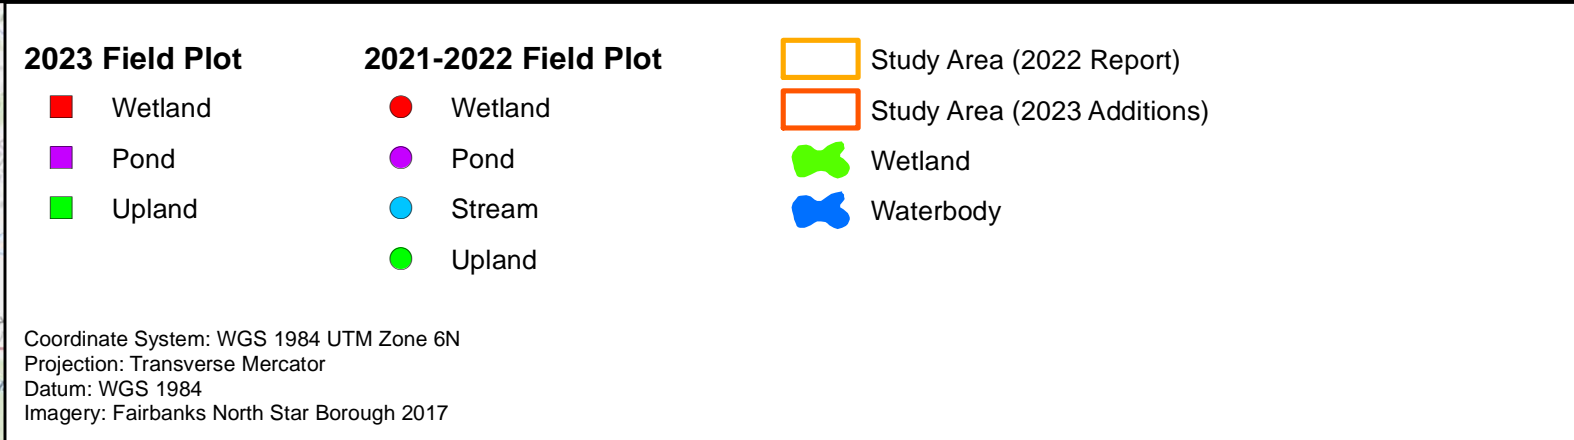 2023 Field Plot
Wetland
Pond
Upland
2021-2022 Field Plot
Wetland
Pond
Stream
Upland
Study Area (2022 Report)
Study Area (2023 Additions)
Wetland
Waterbody
Coordinate System: WGS 1984 UTM Zone 6N
Projection: Transverse Mercator
Datum: WGS 1984
Imagery: Fairbanks North Star Borough 2017